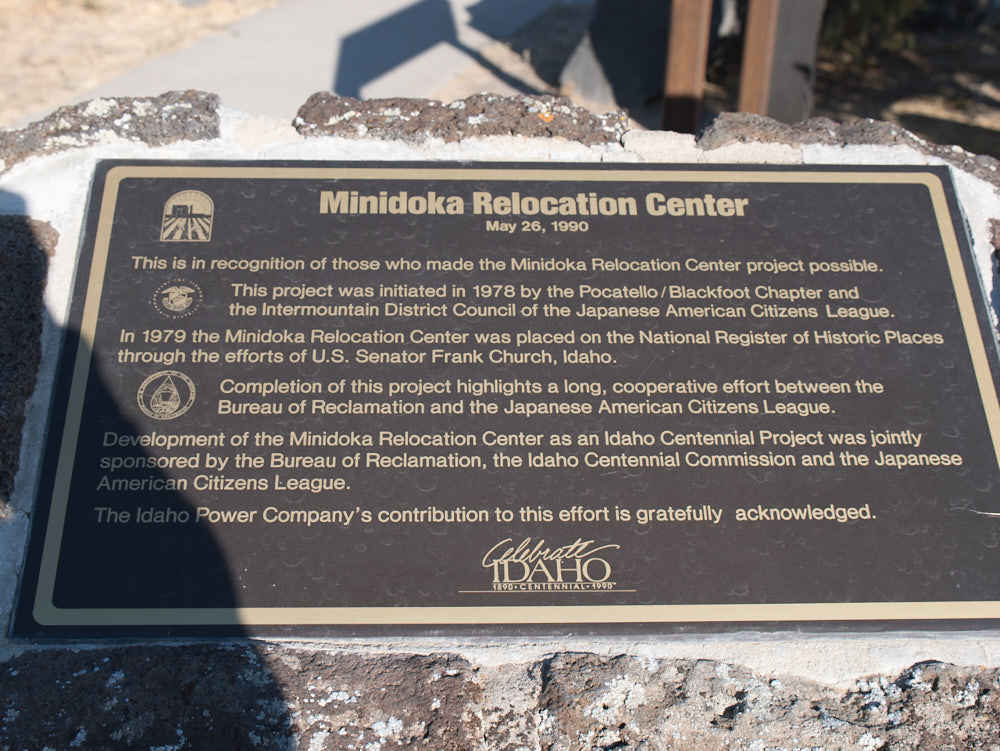 Minidoka Relocation Center
May 26, 1990
This is in recognition of those who made the Minidoka Relocation Center project possible.
This project was initiated in 1978 by the Pocatello/Blackfoot Chapter and
the Intermountain District Council of the Japanese American Citizens League.
In 1979 the Minidoka Relocation Center was placed on the National Register of Historic Places
through the efforts of U.S. Senator Frank Church, Idaho.
Completion of this project highlights a long, cooperative effort between the
Bureau of Reclamation and the Japanese American Citizens League.
Development of the Minidoka Relocation Center as an Idaho Centennial Project was jointly
sponsored by the Bureau of Reclamation, the Idaho Centennial Commission and the Japanese
American Citizens League.
The Idaho Power Company's contribution to this effort is gratefully acknowledged.
Celebrate
IDAHO
1890•CENTENNIAL•1990